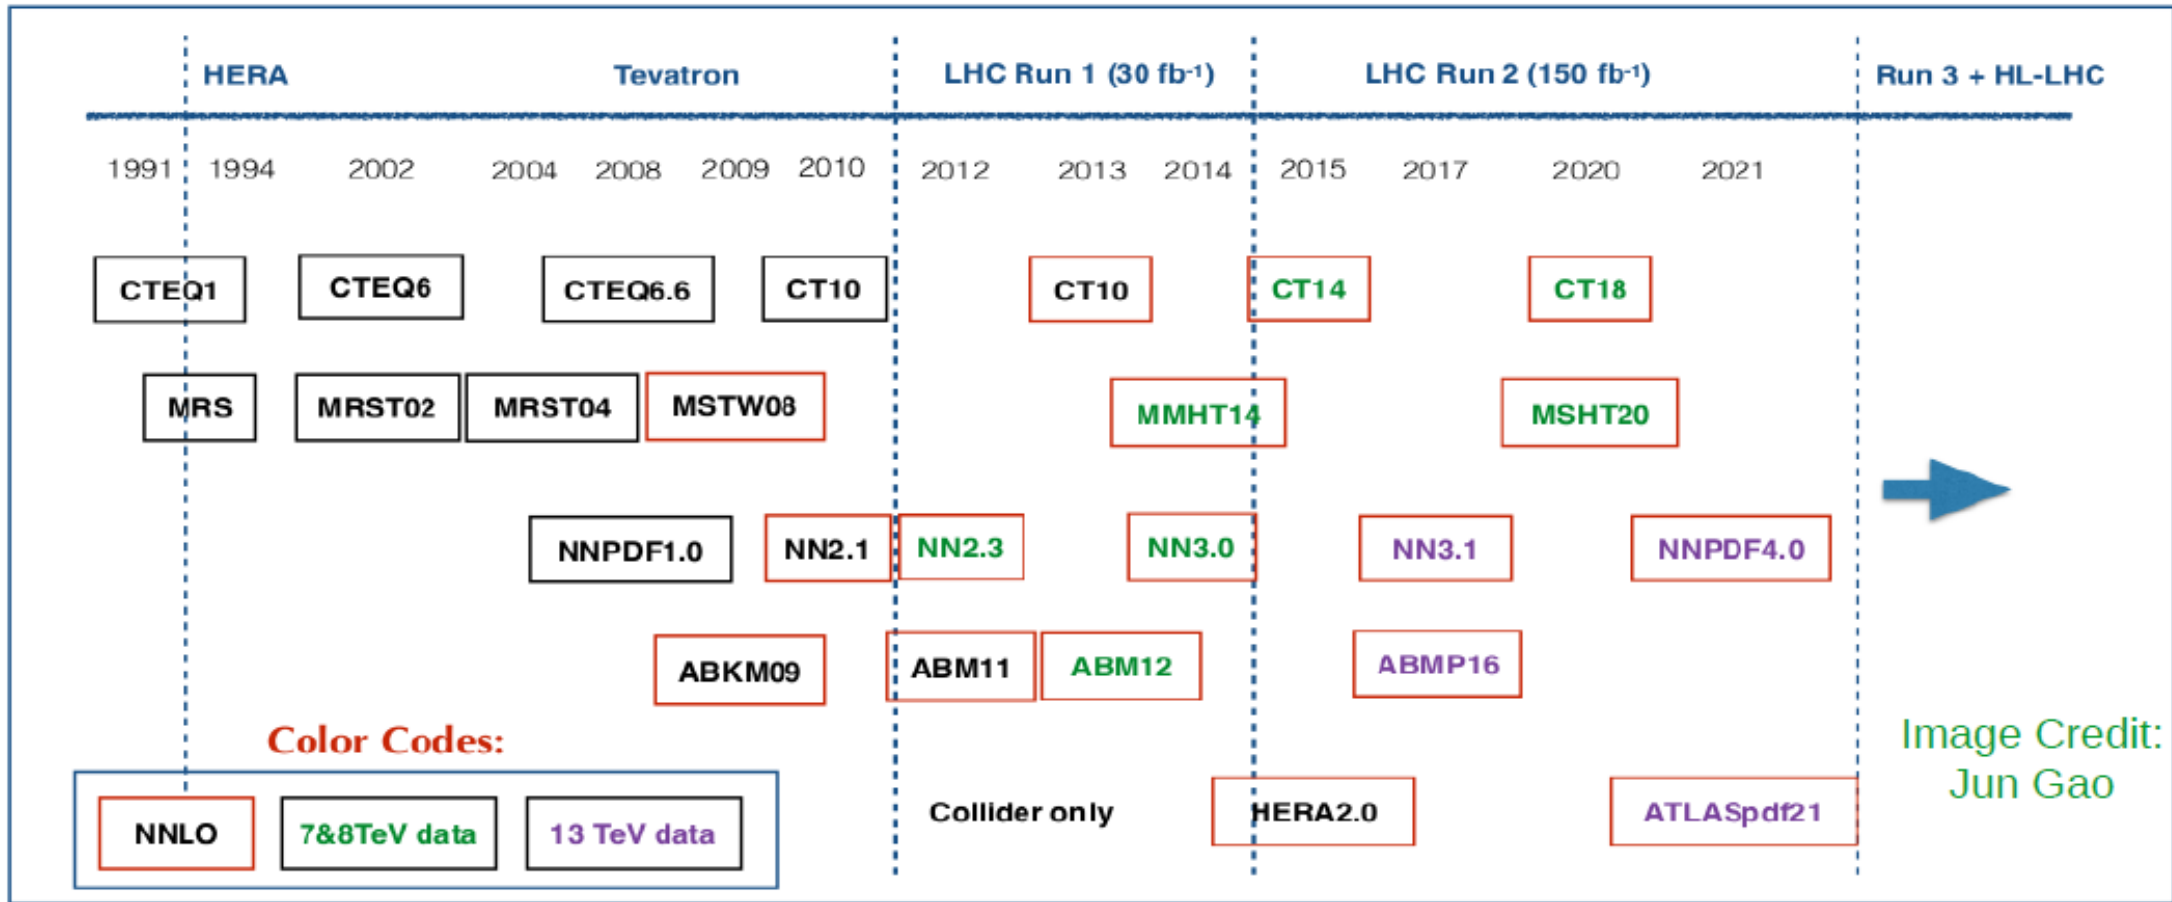 HERA Tevatron LHC Run 1 (30 fb⁻¹) LHC Run 2 (150 fb⁻¹) Run 3 + HL-LHC
1991 1994 2002 2004 2008 2009 2010 2012 2013 2014 2015 2017 2020 2021
CTEQ1 CTEQ6 CTEQ6.6 CT10 CT10 CT14 CT18
MRS MRST02 MRST04 MSTW08 MMHT14 MSHT20
NNPDF1.0 NN2.1 NN2.3 NN3.0 NN3.1 NNPDF4.0
ABKM09 ABM11 ABM12 ABMP16
Color Codes:
NNLO 7&8TeV data 13 TeV data
Collider only HERA2.0 ATLASpdf21
Image Credit:
Jun Gao